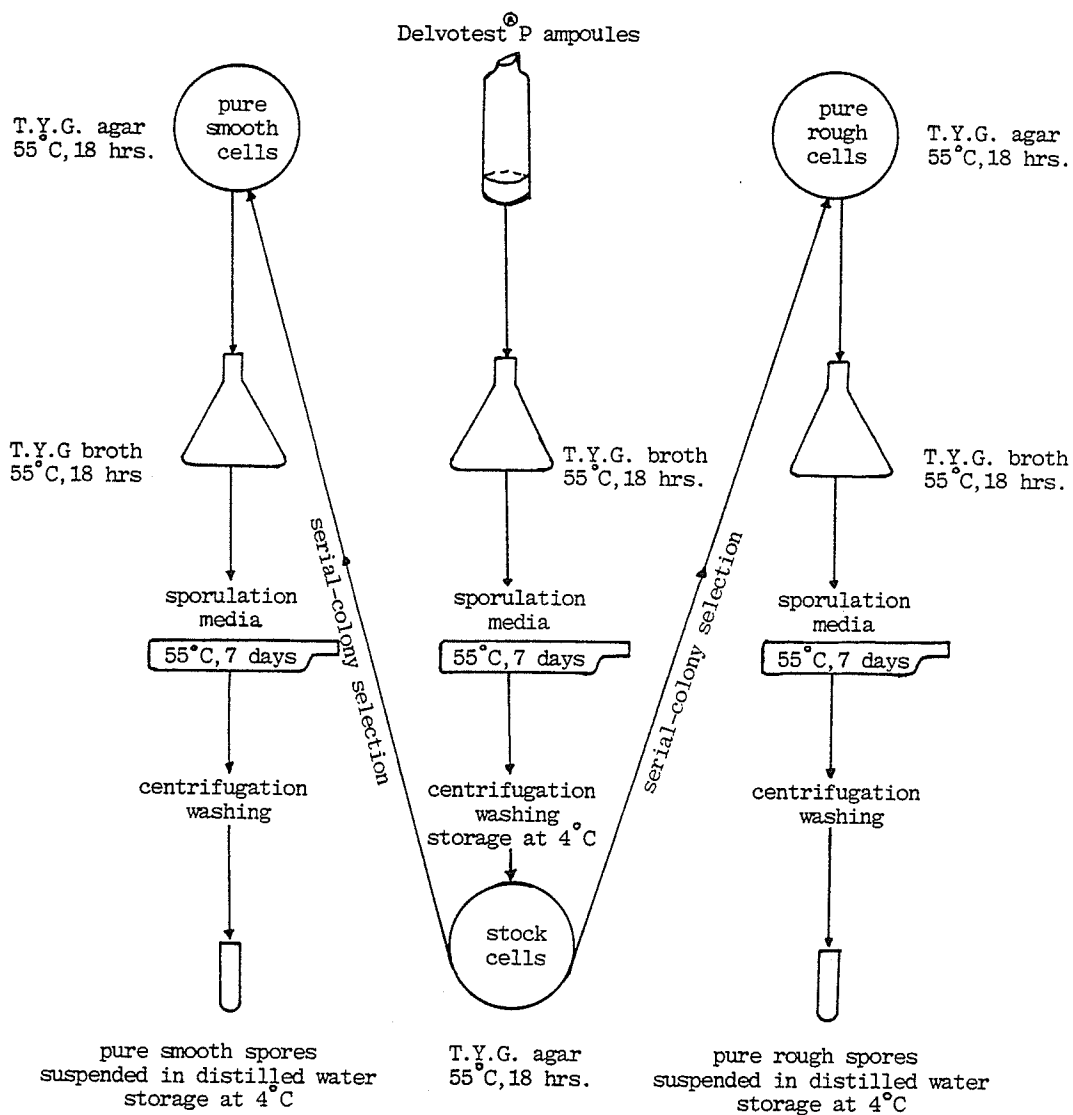 Delvotest®P ampoules
pure
smooth
cells
T.Y.G. agar
55°C, 18 hrs.
pure
rough
cells
T.Y.G. agar
55°C, 18 hrs.
T.Y.G broth
55°C, 18 hrs
T.Y.G. broth
55°C, 18 hrs.
T.Y.G. broth
55°C, 18 hrs.
serial-colony selection
serial-colony selection
sporulation
media
55°C, 7 days
sporulation
media
55°C, 7 days
sporulation
media
55°C, 7 days
centrifugation
washing
centrifugation
washing
storage at 4°C
centrifugation
washing
stock
cells
pure smooth spores
suspended in distilled water
storage at 4°C
T.Y.G. agar
55°C, 18 hrs.
pure rough spores
suspended in distilled water
storage at 4°C